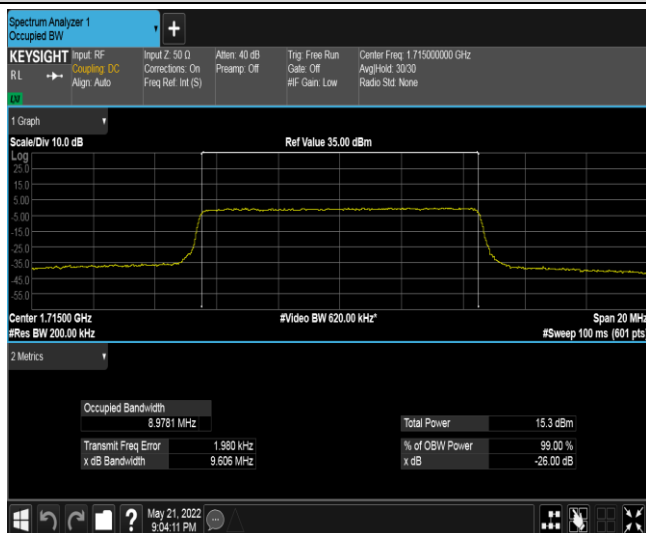 Spectrum Analyzer 1
Occupied BW
+
KEYSIGHT
RL
LXI
Input: RF
Coupling: DC
Align: Auto
Input Z: 50 Ω
Corrections: On
Freq Ref: Int (S)
Atten: 40 dB
Preamp: Off
Trig: Free Run
Gate: Off
#IF Gain: Low
Center Freq: 1.715000000 GHz
Avg|Hold: 30/30
Radio Std: None
1 Graph
Scale/Div 10.0 dB
Ref Value 35.00 dBm
Log
25.0
15.0
5.00
-5.00
-15.0
-25.0
-35.0
-45.0
-55.0
Center 1.71500 GHz
#Video BW 620.00 kHz*
Span 20 MHz
#Res BW 200.00 kHz
#Sweep 100 ms (601 pts)
2 Metrics
Occupied Bandwidth
8.9781 MHz
Total Power 15.3 dBm
Transmit Freq Error 1.980 kHz
% of OBW Power 99.00 %
x dB Bandwidth 9.606 MHz
x dB -26.00 dB
?
May 21, 2022
9:04:11 PM